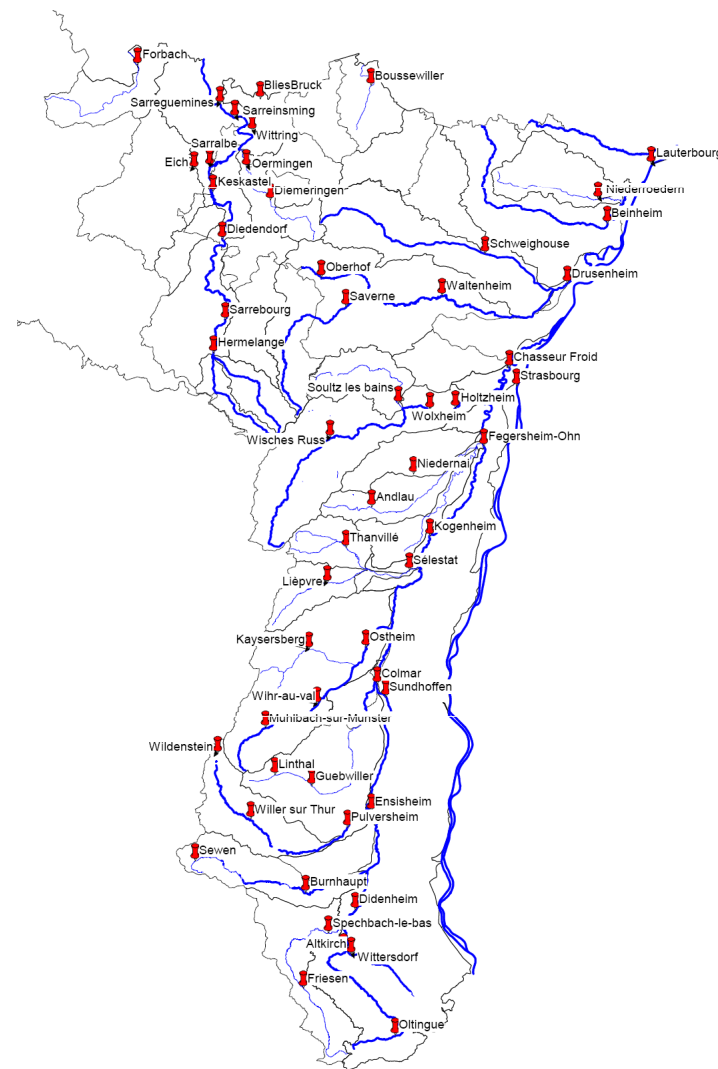 Forbach
BliesBruck
Boussewiller
Sarreguemines
Sarreinsming
Wittring
Sarralbe
Eich
Oermingen
Lauterbourg
Keskastel
Diemeringen
Niederroedern
Beinheim
Diedendorf
Schweighouse
Oberhof
Drusenheim
Waltenheim
Saverne
Sarrebourg
Hermelange
Chasseur Froid
Strasbourg
Soultz les bains
Holtzheim
Wolxheim
Wisches Russ
Fegersheim-Ohn
Niedernai
Andlau
Kogenheim
Thanvillé
Sélestat
Lièpvre
Kaysersberg
Ostheim
Colmar
Sundhoffen
Wihr-au-val
Muhlbach-sur-Munster
Wildenstein
Linthal
Guebwiller
Ensisheim
Willer sur Thur
Pulversheim
Sewen
Burnhaupt
Didenheim
Spechbach-le-bas
Altkirch
Wittersdorf
Friesen
Oltingue